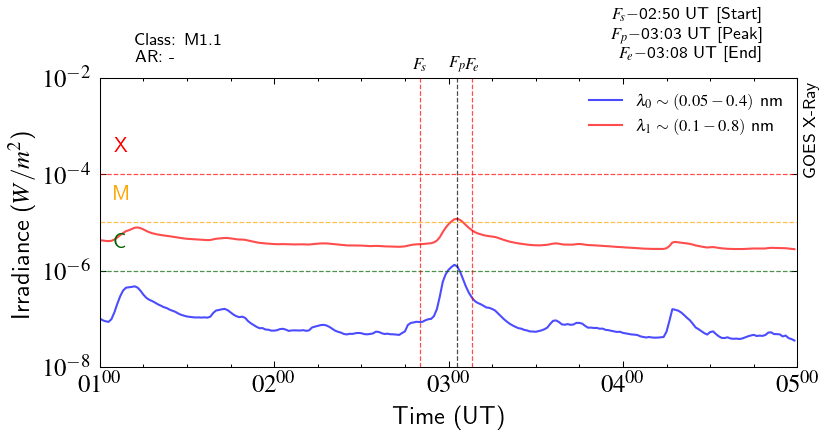 Fₛ−02:50 UT [Start]
Fₚ−03:03 UT [Peak]
Fₑ−03:08 UT [End]
Class: M1.1
AR: -
Fₛ Fₚ Fₑ
10⁻²
10⁻⁴
10⁻⁶
10⁻⁸
Irradiance (W/m²)
X
M
C
λ₀ ∼ (0.05 − 0.4) nm
λ₁ ∼ (0.1 − 0.8) nm
GOES X-Ray
01⁰⁰ 02⁰⁰ 03⁰⁰ 04⁰⁰ 05⁰⁰
Time (UT)